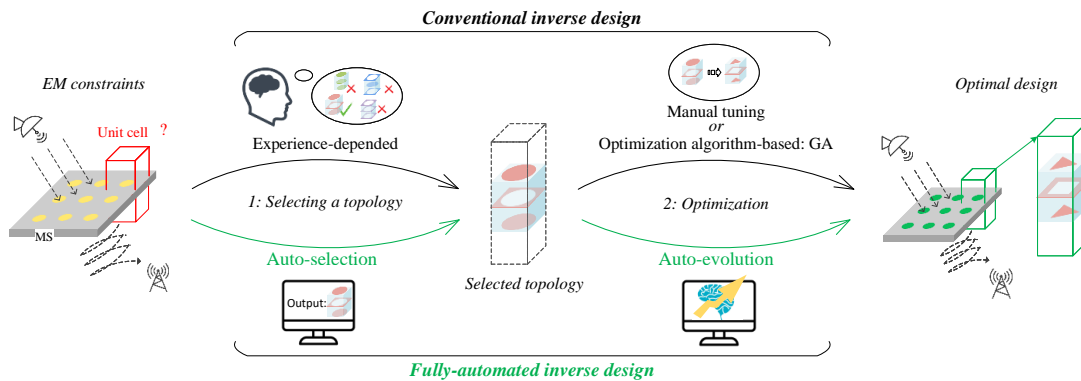 Conventional inverse design
EM constraints
Unit cell ?
MS
Experience-depended
1: Selecting a topology
Auto-selection
Output:
Selected topology
Manual tuning
or
Optimization algorithm-based: GA
2: Optimization
Auto-evolution
Optimal design
Fully-automated inverse design